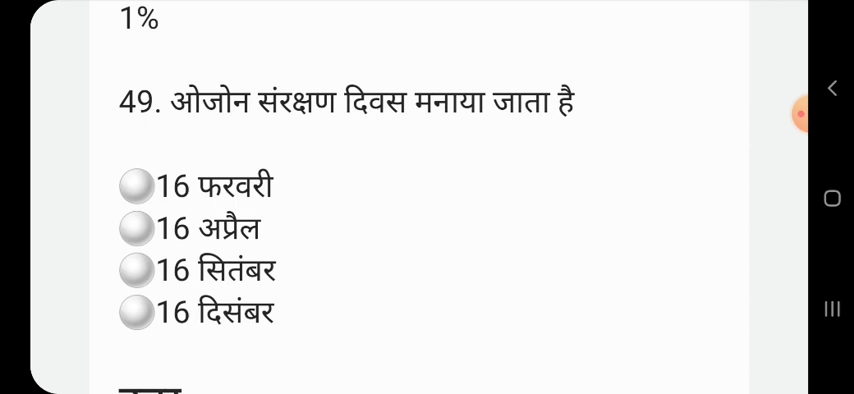 1%
49. ओजोन संरक्षण दिवस मनाया जाता है
16 फरवरी
16 अप्रैल
16 सितंबर
16 दिसंबर